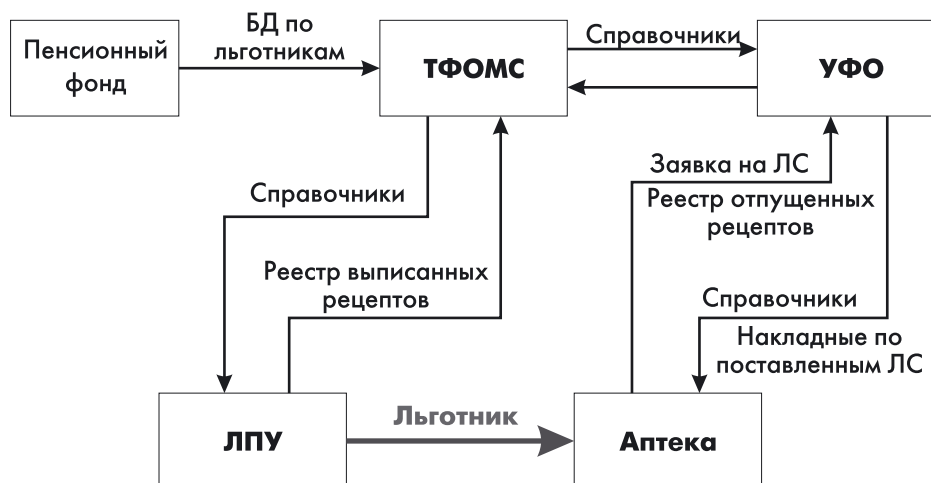 БД по
льготникам
Пенсионный
фонд
ТФОМС
Справочники
УФО
Заявка на ЛС
Реестр отпущенных
рецептов
Справочники
Реестр выписанных
рецептов
Справочники
Накладные по
поставленным ЛС
ЛПУ
Льготник
Аптека